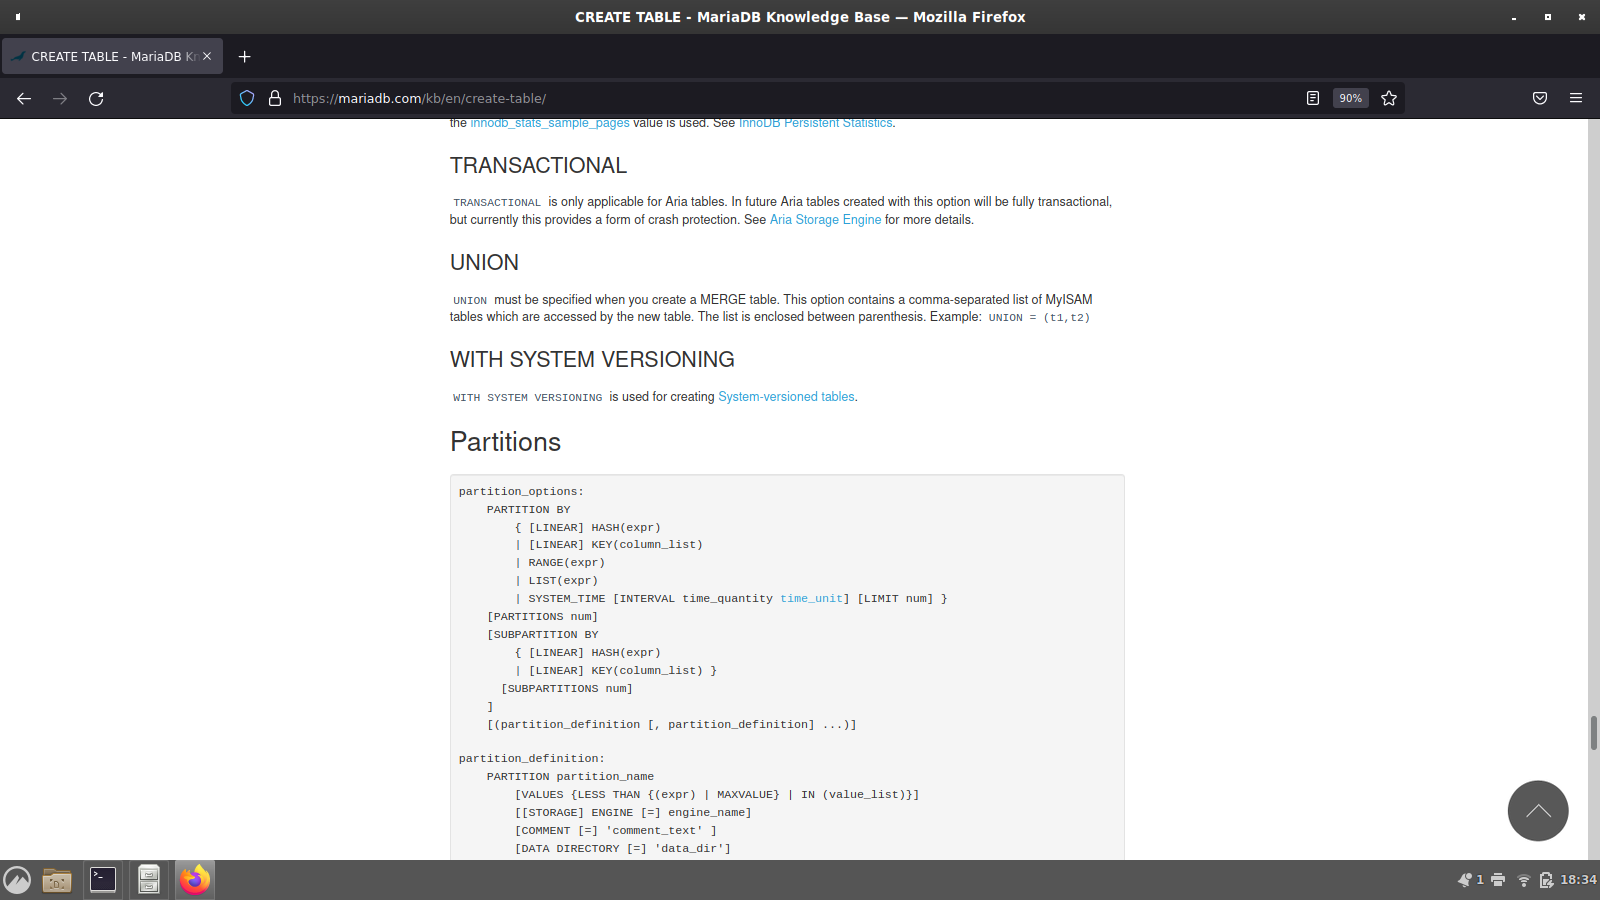 CREATE TABLE - MariaDB Knowledge Base — Mozilla Firefox
CREATE TABLE - MariaDB Kn
https://mariadb.com/kb/en/create-table/
90%
the innodb_stats_sample_pages value is used. See InnoDB Persistent Statistics.
TRANSACTIONAL
TRANSACTIONAL is only applicable for Aria tables. In future Aria tables created with this option will be fully transactional,
but currently this provides a form of crash protection. See Aria Storage Engine for more details.
UNION
UNION must be specified when you create a MERGE table. This option contains a comma-separated list of MyISAM
tables which are accessed by the new table. The list is enclosed between parenthesis. Example: UNION = (t1,t2)
WITH SYSTEM VERSIONING
WITH SYSTEM VERSIONING is used for creating System-versioned tables.
Partitions
partition_options:
    PARTITION BY
        { [LINEAR] HASH(expr)
        | [LINEAR] KEY(column_list)
        | RANGE(expr)
        | LIST(expr)
        | SYSTEM_TIME [INTERVAL time_quantity time_unit] [LIMIT num] }
    [PARTITIONS num]
    [SUBPARTITION BY
        { [LINEAR] HASH(expr)
        | [LINEAR] KEY(column_list) }
      [SUBPARTITIONS num]
    ]
    [(partition_definition [, partition_definition] ...)]
partition_definition:
    PARTITION partition_name
        [VALUES {LESS THAN {(expr) | MAXVALUE} | IN (value_list)}]
        [[STORAGE] ENGINE [=] engine_name]
        [COMMENT [=] 'comment_text' ]
        [DATA DIRECTORY [=] 'data_dir']
1
18:34